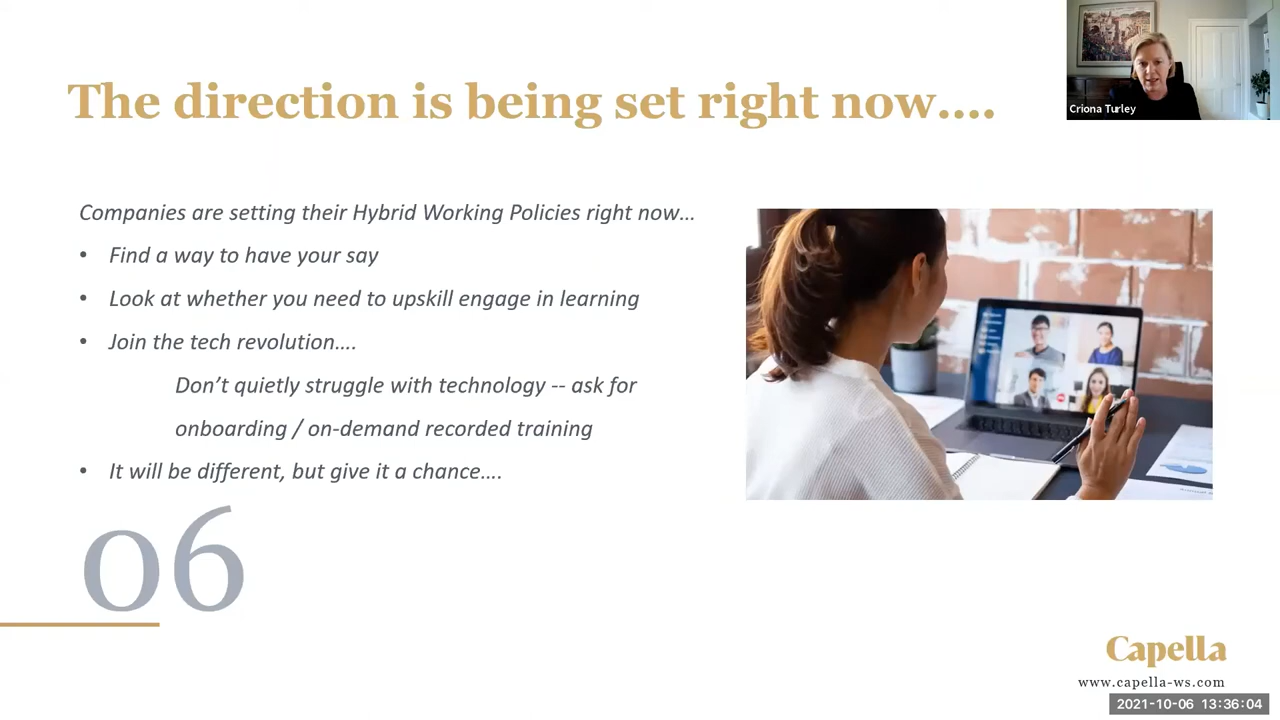 The direction is being set right now....
Criona Turley
Companies are setting their Hybrid Working Policies right now…
• Find a way to have your say
• Look at whether you need to upskill engage in learning
• Join the tech revolution….
Don’t quietly struggle with technology -- ask for
onboarding / on-demand recorded training
• It will be different, but give it a chance….
06
Capella
www.capella-ws.com
2021-10-06 13:36:04